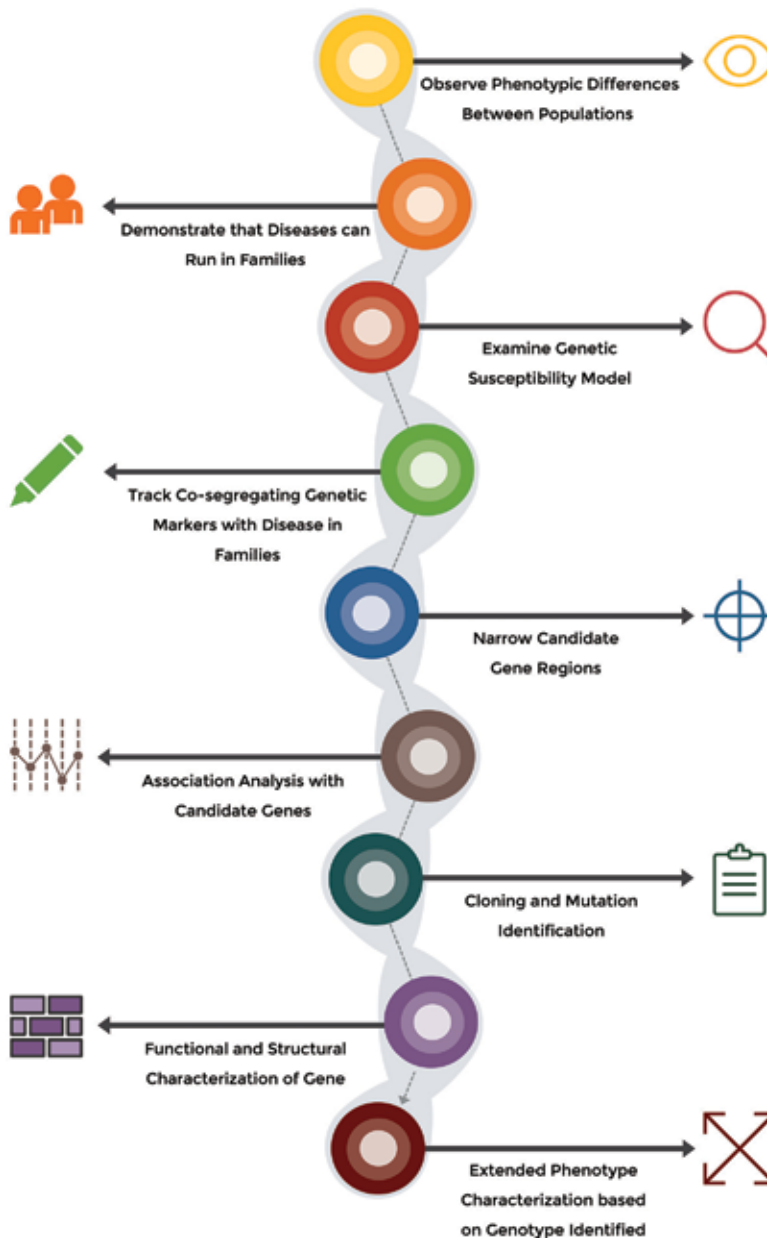 Observe Phenotypic Differences
Between Populations
Demonstrate that Diseases can
Run in Families
Examine Genetic
Susceptibility Model
Track Co-segregating Genetic
Markers with Disease in
Families
Narrow Candidate
Gene Regions
Association Analysis with
Candidate Genes
Cloning and Mutation
Identification
Functional and Structural
Characterization of Gene
Extended Phenotype
Characterization based
on Genotype Identified